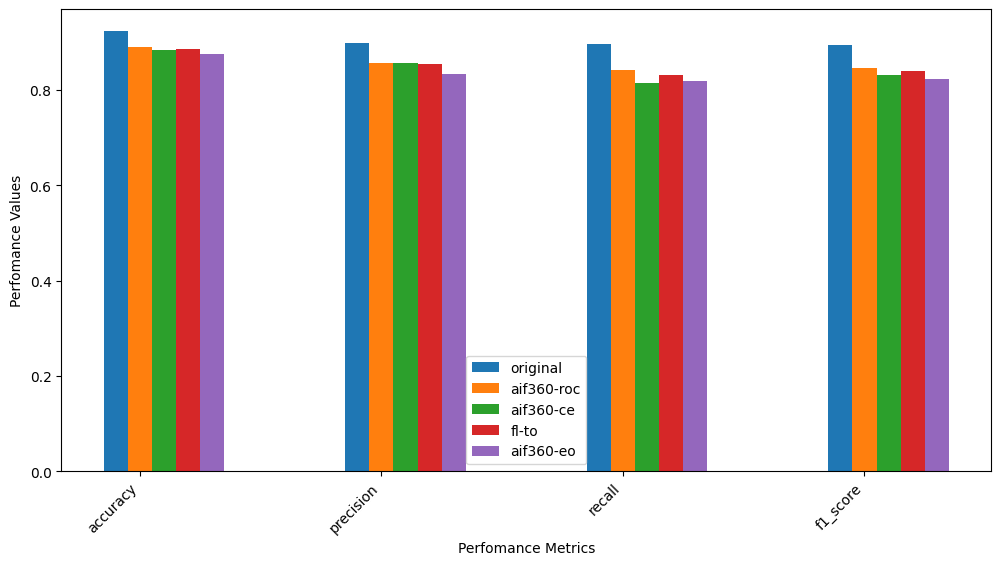 0.8
0.6
0.4
0.2
0.0
Perfomance Values
original
aif360-roc
aif360-ce
fl-to
aif360-eo
accuracy
precision
recall
f1_score
Perfomance Metrics